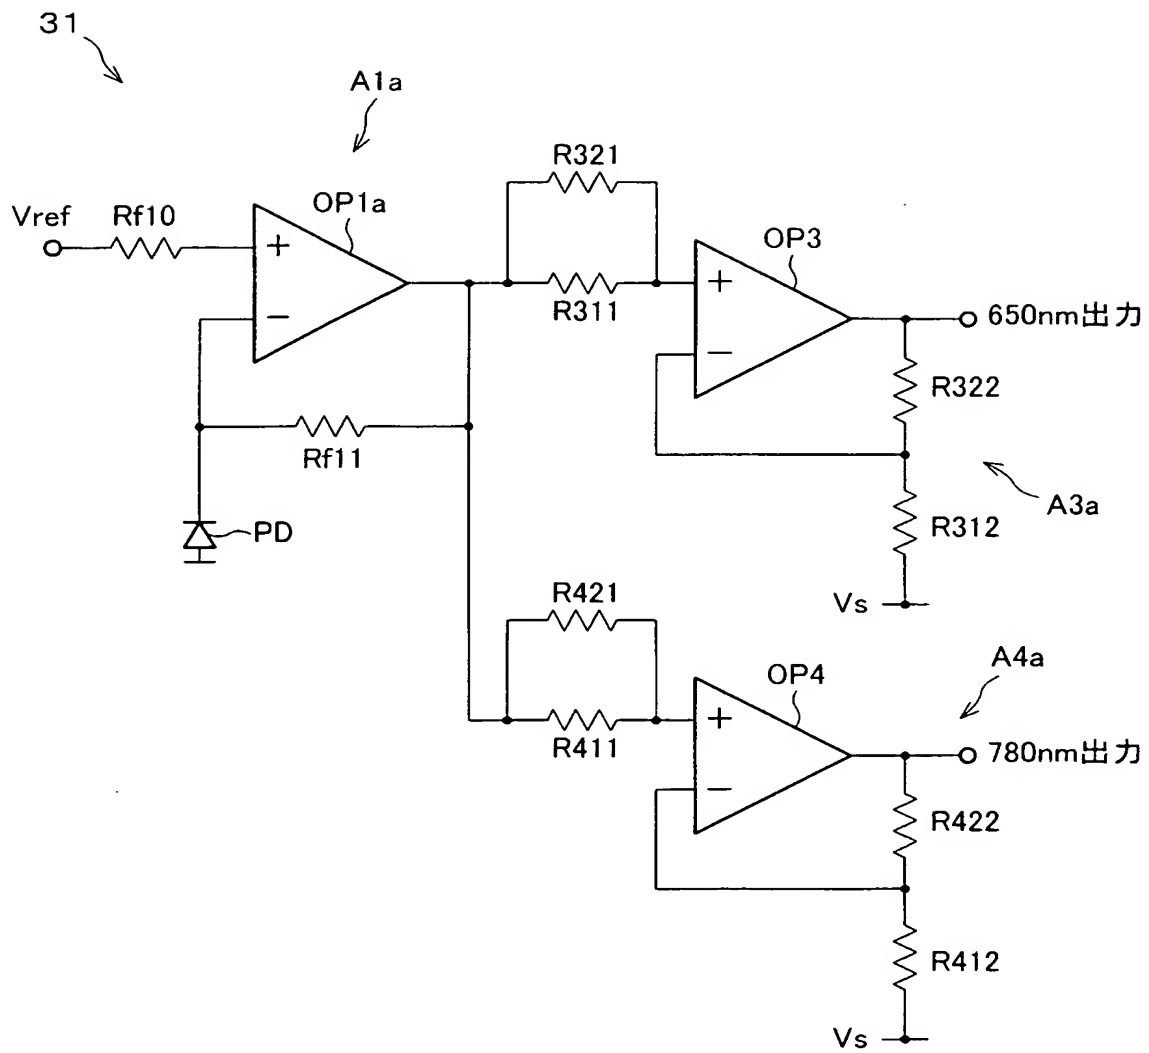 31
A1a
R321
Vref
Rf10
OP1a
+
−
R311
OP3
+
−
650nm出力
R322
Rf11
A3a
PD
R312
Vs
R421
A4a
OP4
R411
+
−
780nm出力
R422
R412
Vs